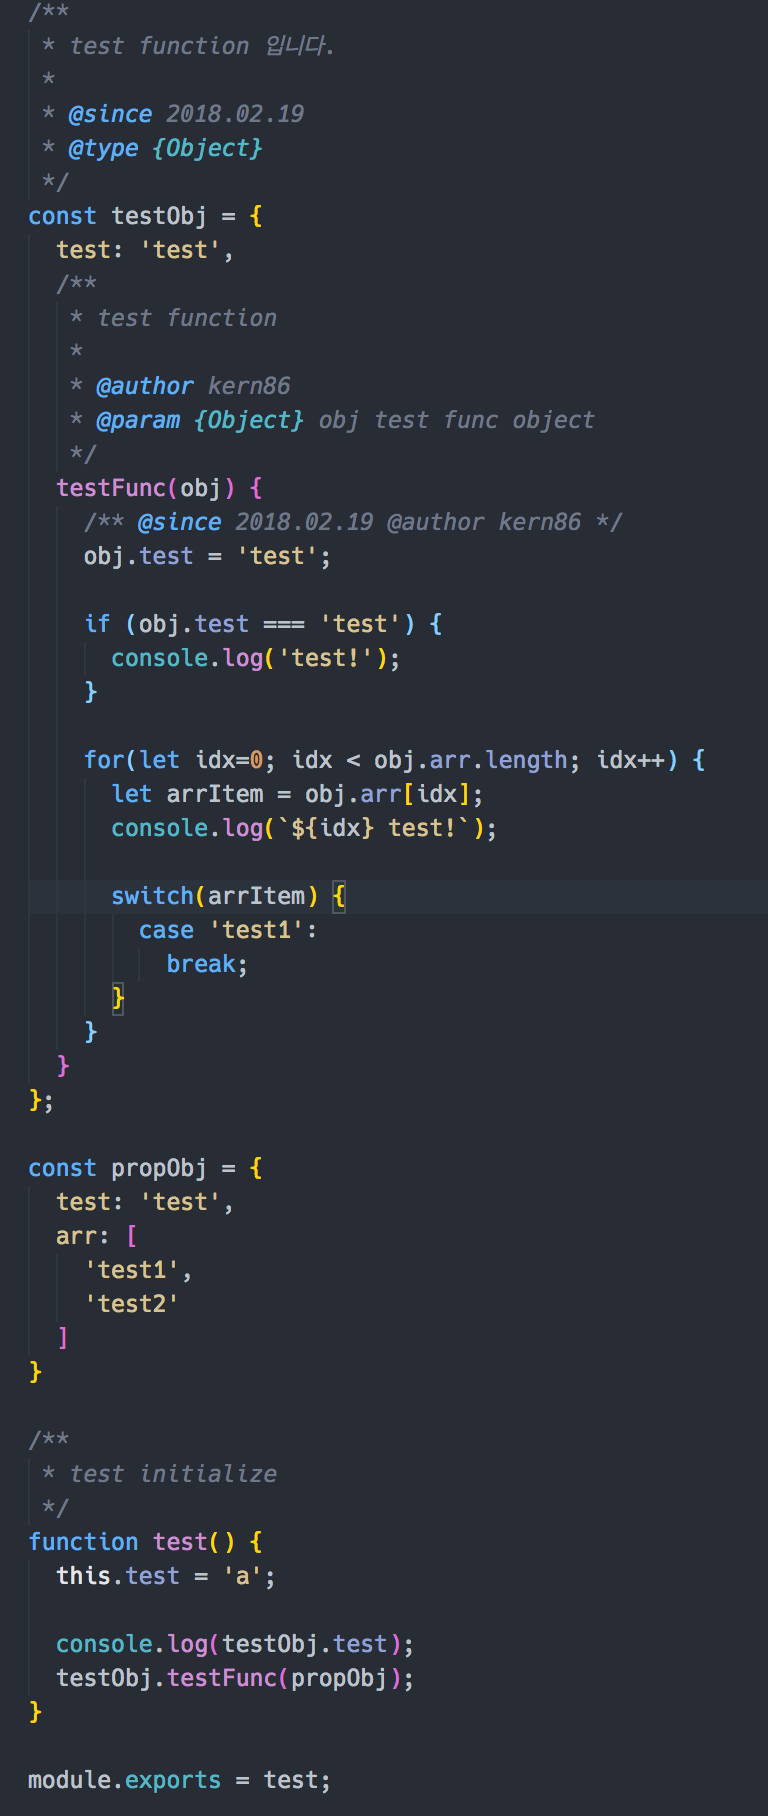 /**
 * test function 입니다.
 *
 * @since 2018.02.19
 * @type {Object}
 */
const testObj = {
  test: 'test',
  /**
   * test function
   *
   * @author kern86
   * @param {Object} obj test func object
   */
  testFunc(obj) {
    /** @since 2018.02.19 @author kern86 */
    obj.test = 'test';

    if (obj.test === 'test') {
      console.log('test!');
    }

    for(let idx=0; idx < obj.arr.length; idx++) {
      let arrItem = obj.arr[idx];
      console.log(`${idx} test!`);

      switch(arrItem) {
        case 'test1':
          break;
      }
    }
  }
};

const propObj = {
  test: 'test',
  arr: [
    'test1',
    'test2'
  ]
}

/**
 * test initialize
 */
function test() {
  this.test = 'a';

  console.log(testObj.test);
  testObj.testFunc(propObj);
}

module.exports = test;